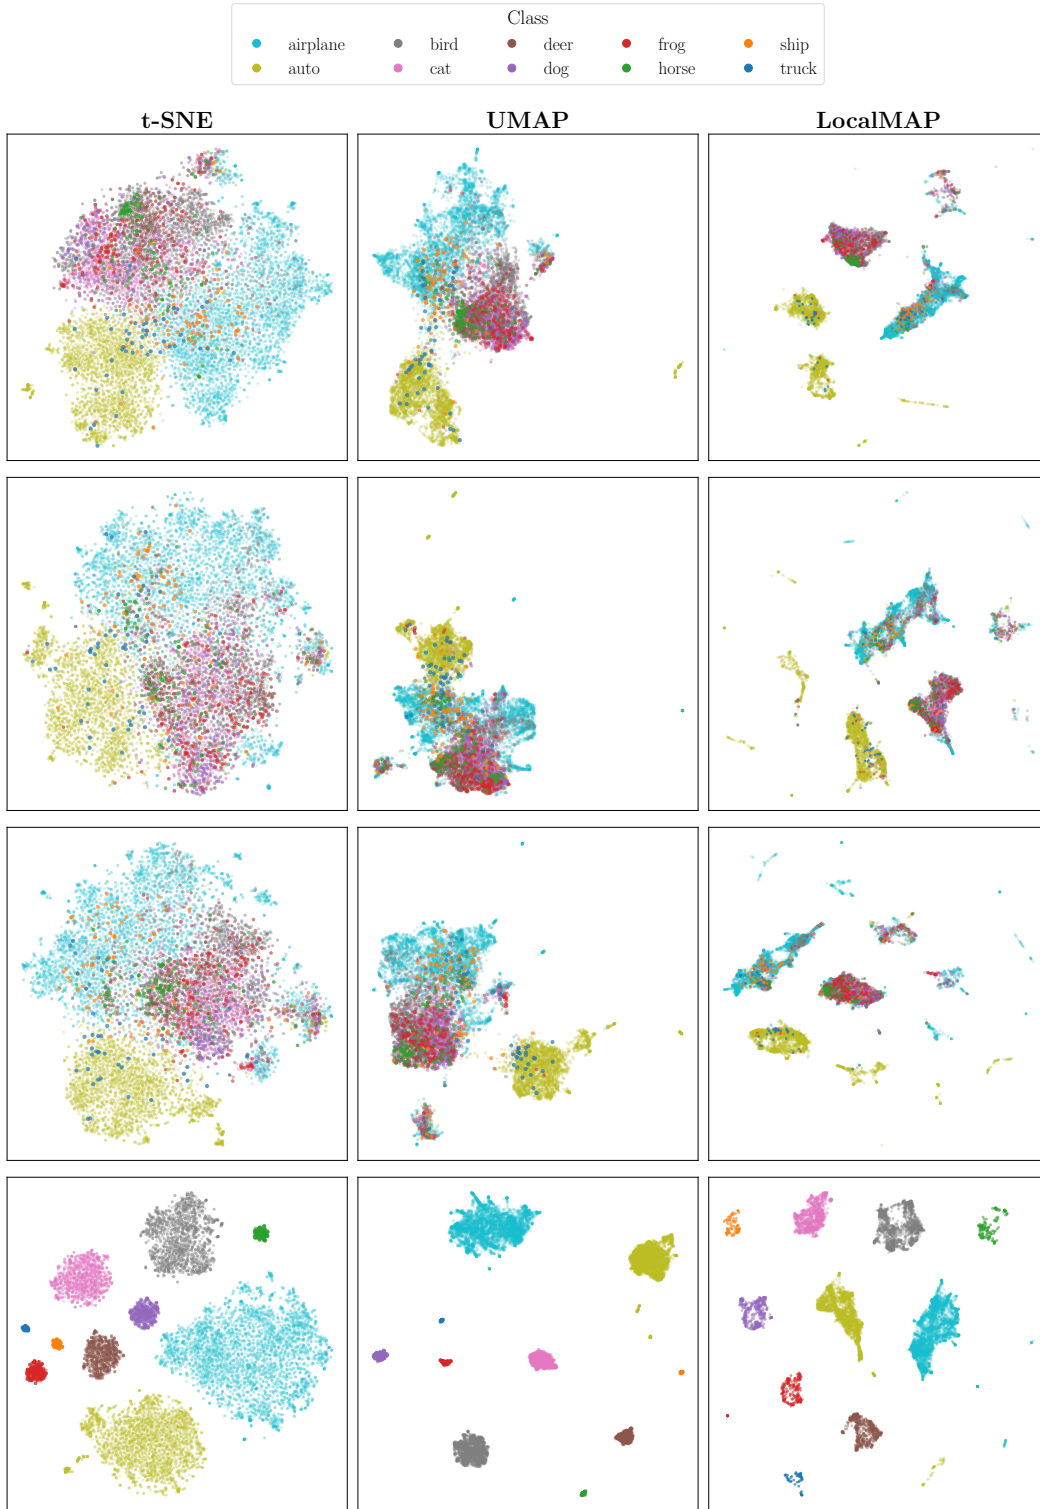 Class
airplane bird deer frog ship
auto cat dog horse truck
t-SNE UMAP LocalMAP